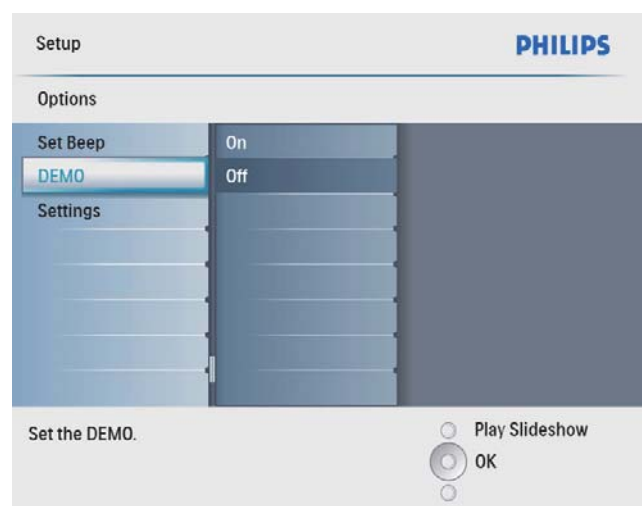 Setup PHILIPS
Options
Set Beep On
DEMO Off
Settings
Set the DEMO.
Play Slideshow
OK